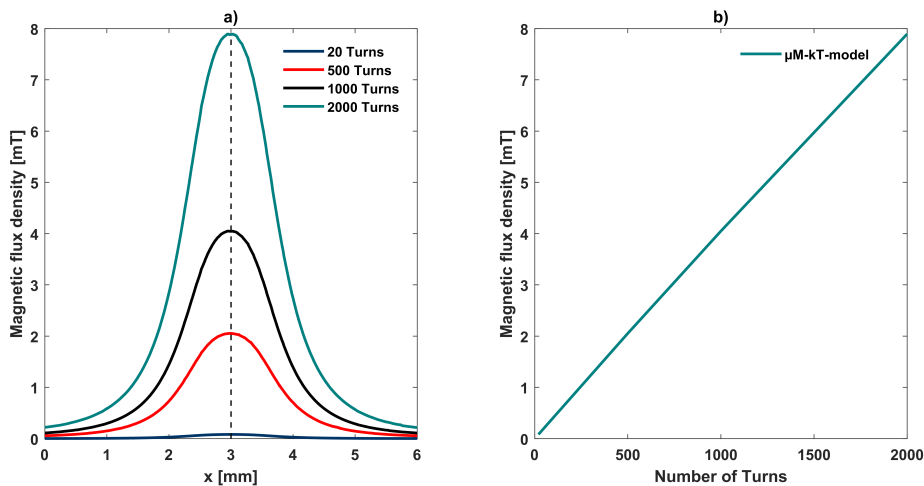 a)
8
7
6
5
4
3
2
1
0
Magnetic flux density [mT]
20 Turns
500 Turns
1000 Turns
2000 Turns
0 1 2 3 4 5 6
x [mm]
b)
8
7
6
5
4
3
2
1
0
Magnetic flux density [mT]
µM-kT-model
0 500 1000 1500 2000
Number of Turns